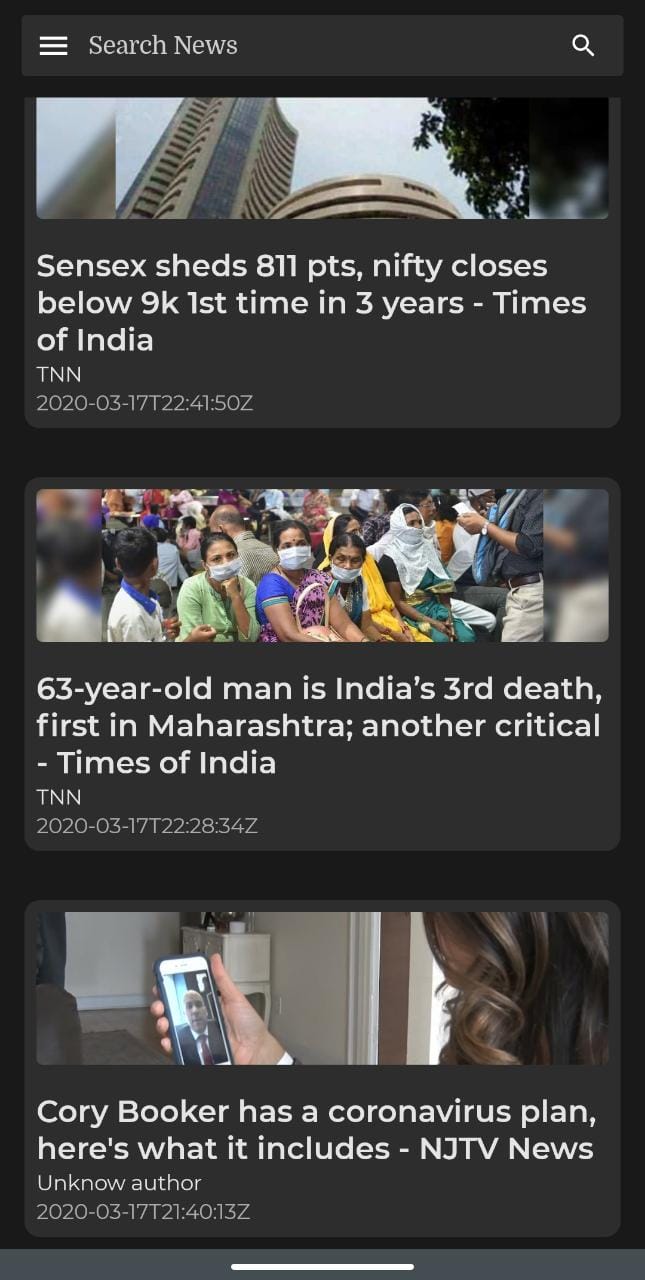 Search News
Sensex sheds 811 pts, nifty closes
below 9k 1st time in 3 years - Times
of India
TNN
2020-03-17T22:41:50Z
63-year-old man is India’s 3rd death,
first in Maharashtra; another critical
- Times of India
TNN
2020-03-17T22:28:34Z
Cory Booker has a coronavirus plan,
here's what it includes - NJTV News
Unknow author
2020-03-17T21:40:13Z